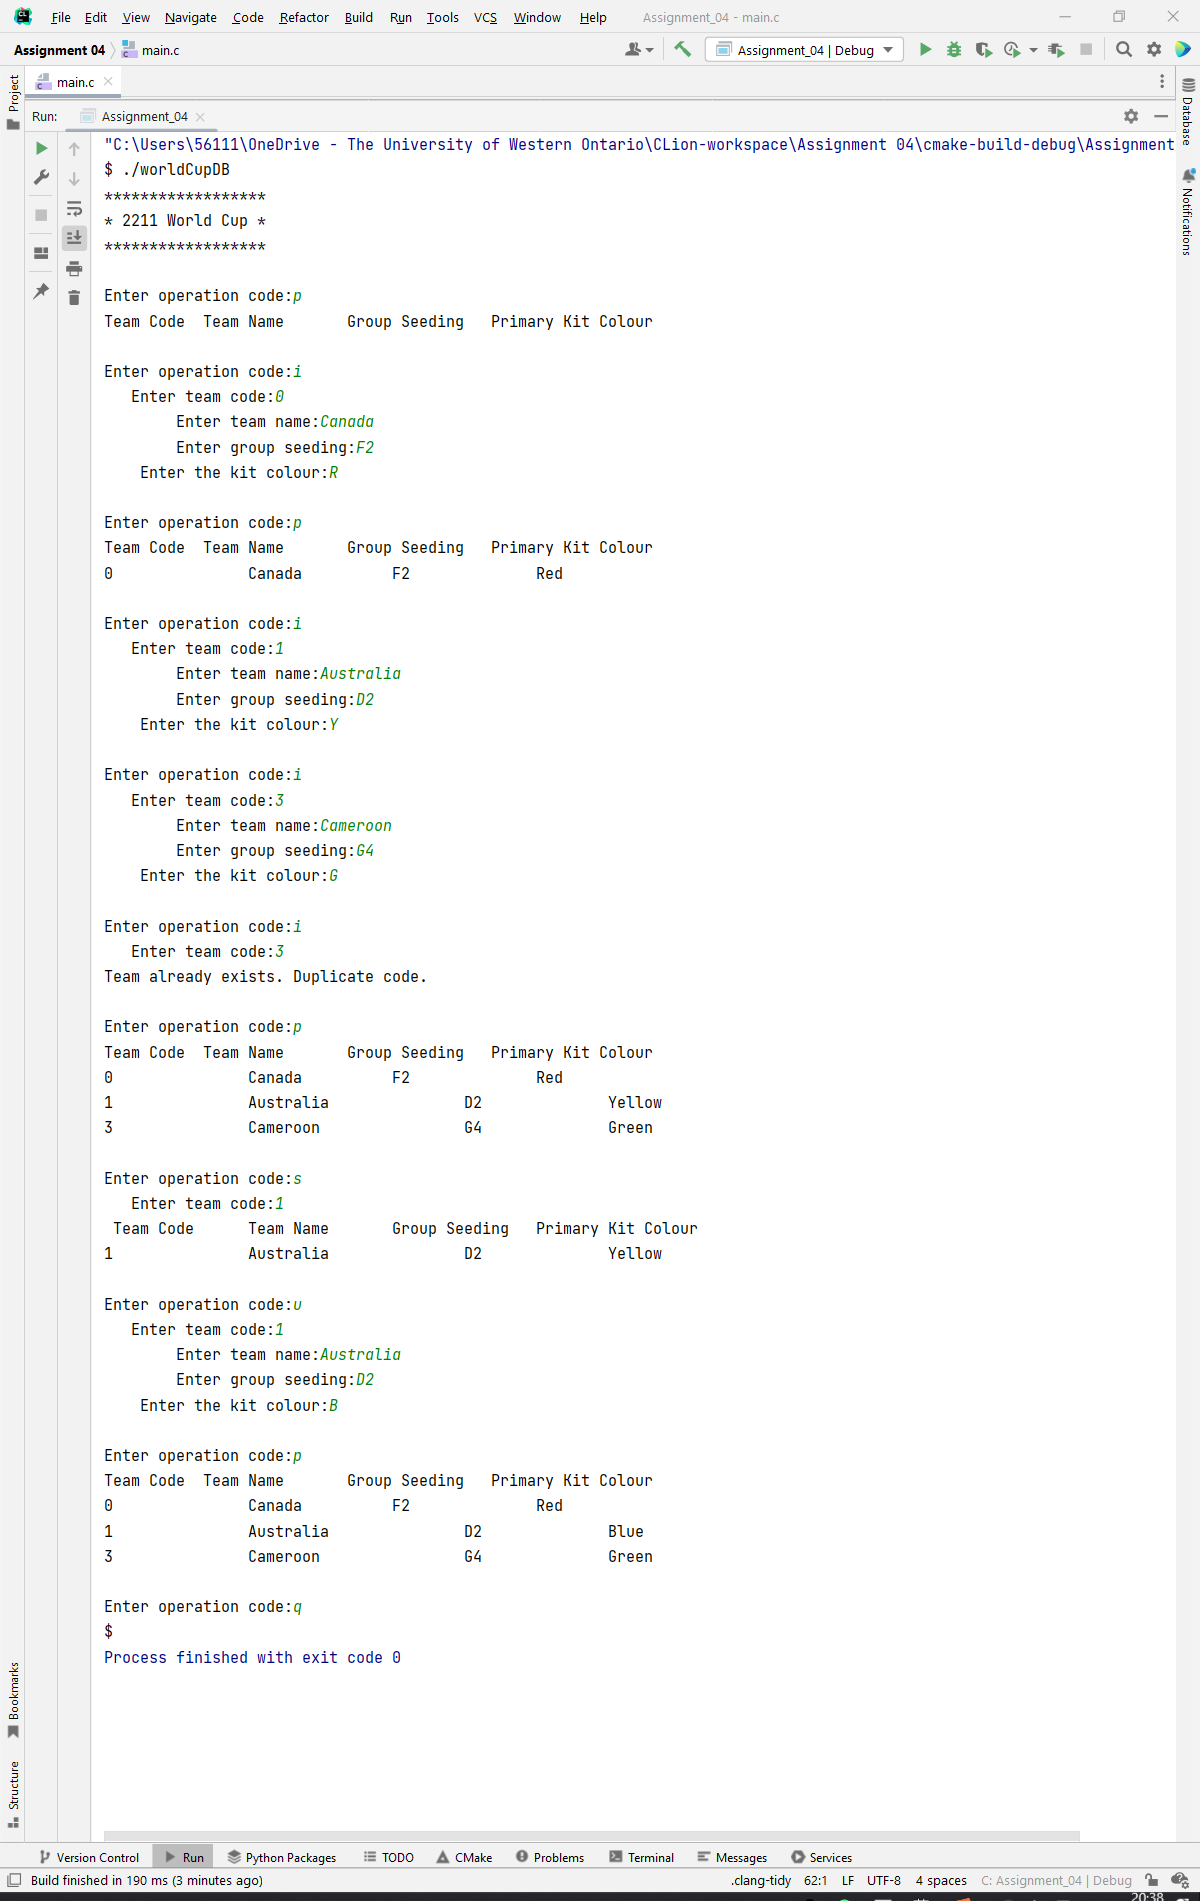 File Edit View Navigate Code Refactor Build Run Tools VCS Window Help Assignment_04 - main.c
Assignment 04 main.c Assignment_04 | Debug
Project
main.c
Run: Assignment_04
Database
Notifications
"C:\Users\56111\OneDrive - The University of Western Ontario\CLion-workspace\Assignment 04\cmake-build-debug\Assignment
$ ./worldCupDB
******************
* 2211 World Cup *
******************
Enter operation code:p
Team Code  Team Name       Group Seeding   Primary Kit Colour
Enter operation code:i
Enter team code:0
Enter team name:Canada
Enter group seeding:F2
Enter the kit colour:R
Enter operation code:p
Team Code  Team Name       Group Seeding   Primary Kit Colour
0               Canada          F2              Red
Enter operation code:i
Enter team code:1
Enter team name:Australia
Enter group seeding:D2
Enter the kit colour:Y
Enter operation code:i
Enter team code:3
Enter team name:Cameroon
Enter group seeding:G4
Enter the kit colour:G
Enter operation code:i
Enter team code:3
Team already exists. Duplicate code.
Enter operation code:p
Team Code  Team Name       Group Seeding   Primary Kit Colour
0               Canada          F2              Red
1               Australia               D2              Yellow
3               Cameroon                G4              Green
Enter operation code:s
Enter team code:1
Team Code      Team Name       Group Seeding   Primary Kit Colour
1               Australia               D2              Yellow
Enter operation code:u
Enter team code:1
Enter team name:Australia
Enter group seeding:D2
Enter the kit colour:B
Enter operation code:p
Team Code  Team Name       Group Seeding   Primary Kit Colour
0               Canada          F2              Red
1               Australia               D2              Blue
3               Cameroon                G4              Green
Enter operation code:q
$
Process finished with exit code 0
Bookmarks
Structure
Version Control Run Python Packages TODO CMake Problems Terminal Messages Services
Build finished in 190 ms (3 minutes ago) .clang-tidy 62:1 LF UTF-8 4 spaces C: Assignment_04 | Debug
20:38